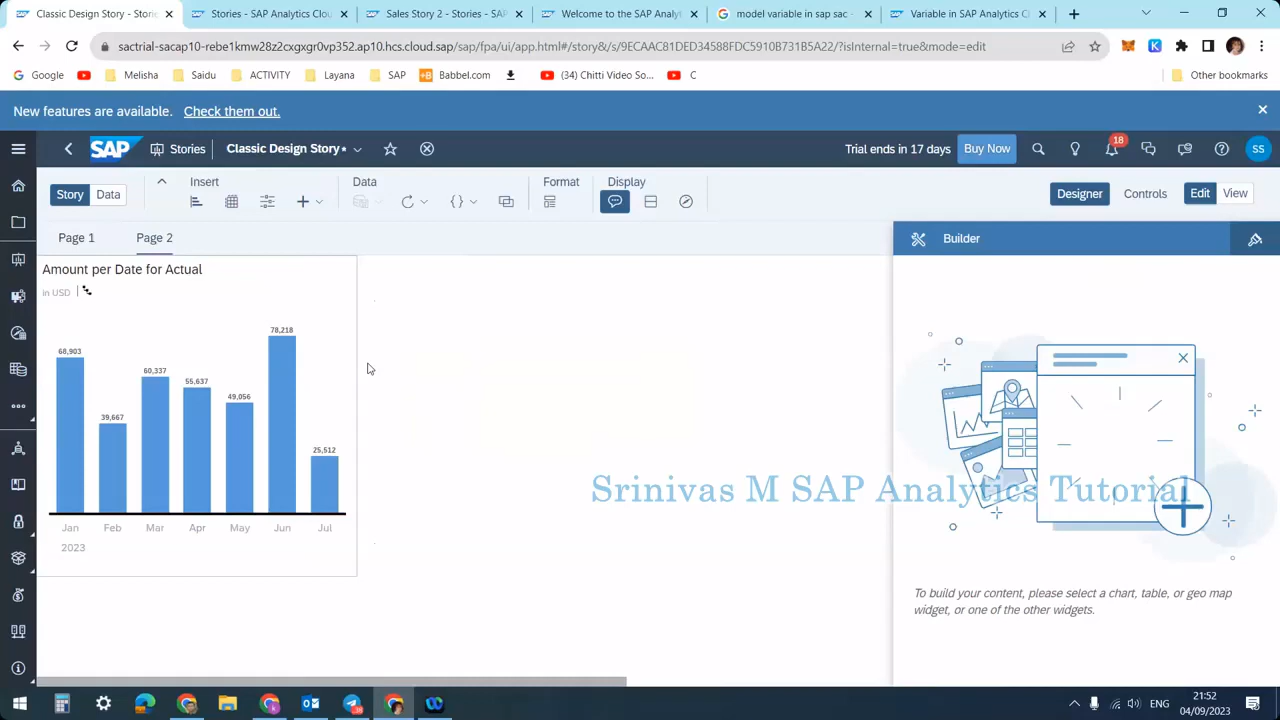 Classic Design Story - Storie
Stories - SAP Analytics Clou
Sales Story 2 - Stories - SAP
Welcome to the SAP Analyt
model variable in sap sac -
Variable in SAP Analytics C
sactrial-sacap10-rebe1kmw28z2cxgxgr0vp352.ap10.hcs.cloud.sap/sap/fpa/ui/app.html#/story&/s/9ECAAC81DED34588FDC5910B731B5A22/?isInternal=true&mode=edit
Google
Melisha
Saidu
ACTIVITY
Layana
SAP
Babbel.com
(34) Chitti Video So...
C
Other bookmarks
New features are available. Check them out.
SAP
Stories
Classic Design Story*
Trial ends in 17 days
Buy Now
18
SS
Story
Data
Insert
Data
Format
Display
Designer
Controls
Edit
View
Page 1
Page 2
Builder
Amount per Date for Actual
in USD
78,218
68,903
60,337
55,637
49,056
39,667
25,512
Jan Feb Mar Apr May Jun Jul
2023
Srinivas M SAP Analytics Tutorial
To build your content, please select a chart, table, or geo map
widget, or one of the other widgets.
ENG
21:52
04/09/2023